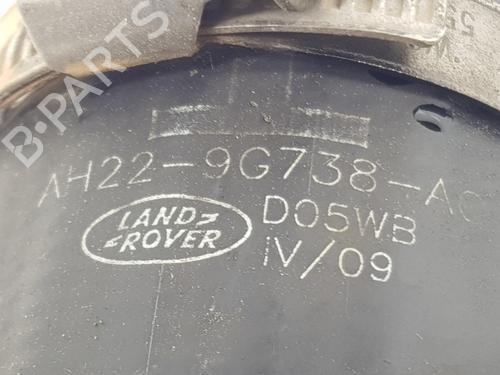 B-PARTS
AH22-9G738-AC
LAND
ROVER
D05WB
IV/09